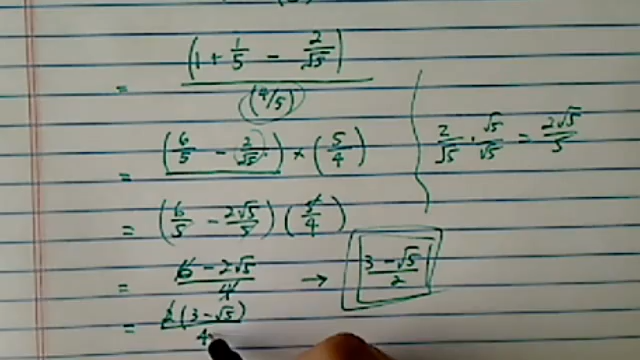 = (1 + 1/5 - 2/√5) / (4/5)
= (6/5 - 2/√5) × (5/4)
2/√5 · √5/√5 = 2√5/5
= (6/5 - 2√5/5) (5/4)
= (6 - 2√5)/4 → (3 - √5)/2
= 2(3 - √5)/4